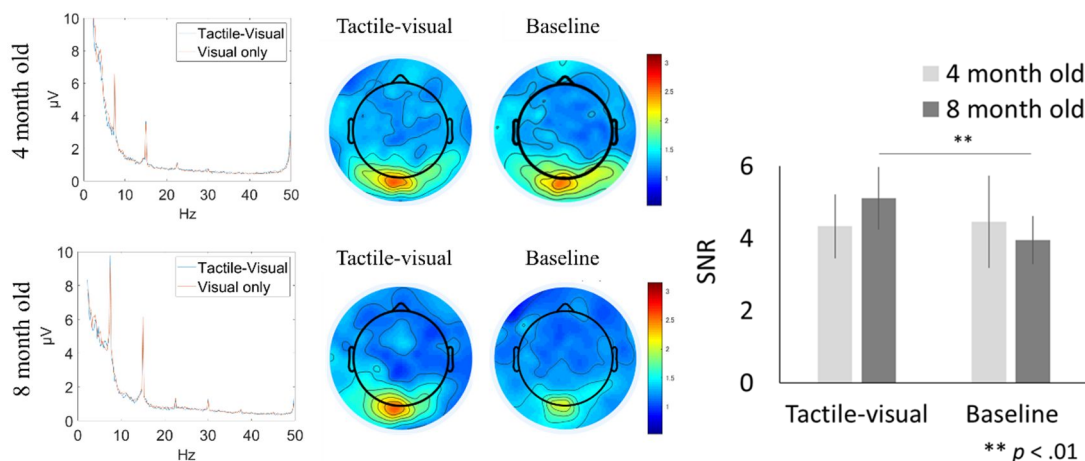 4 month old
10
8
6
4
2
0
μV
0 10 20 30 40 50
Hz
Tactile-Visual
Visual only
Tactile-visual
Baseline
3
2.5
2
1.5
1
8 month old
10
8
6
4
2
0
μV
0 10 20 30 40 50
Hz
Tactile-Visual
Visual only
Tactile-visual
Baseline
3
2.5
2
1.5
1
4 month old
8 month old
**
6
4
2
0
SNR
Tactile-visual Baseline
** p < .01